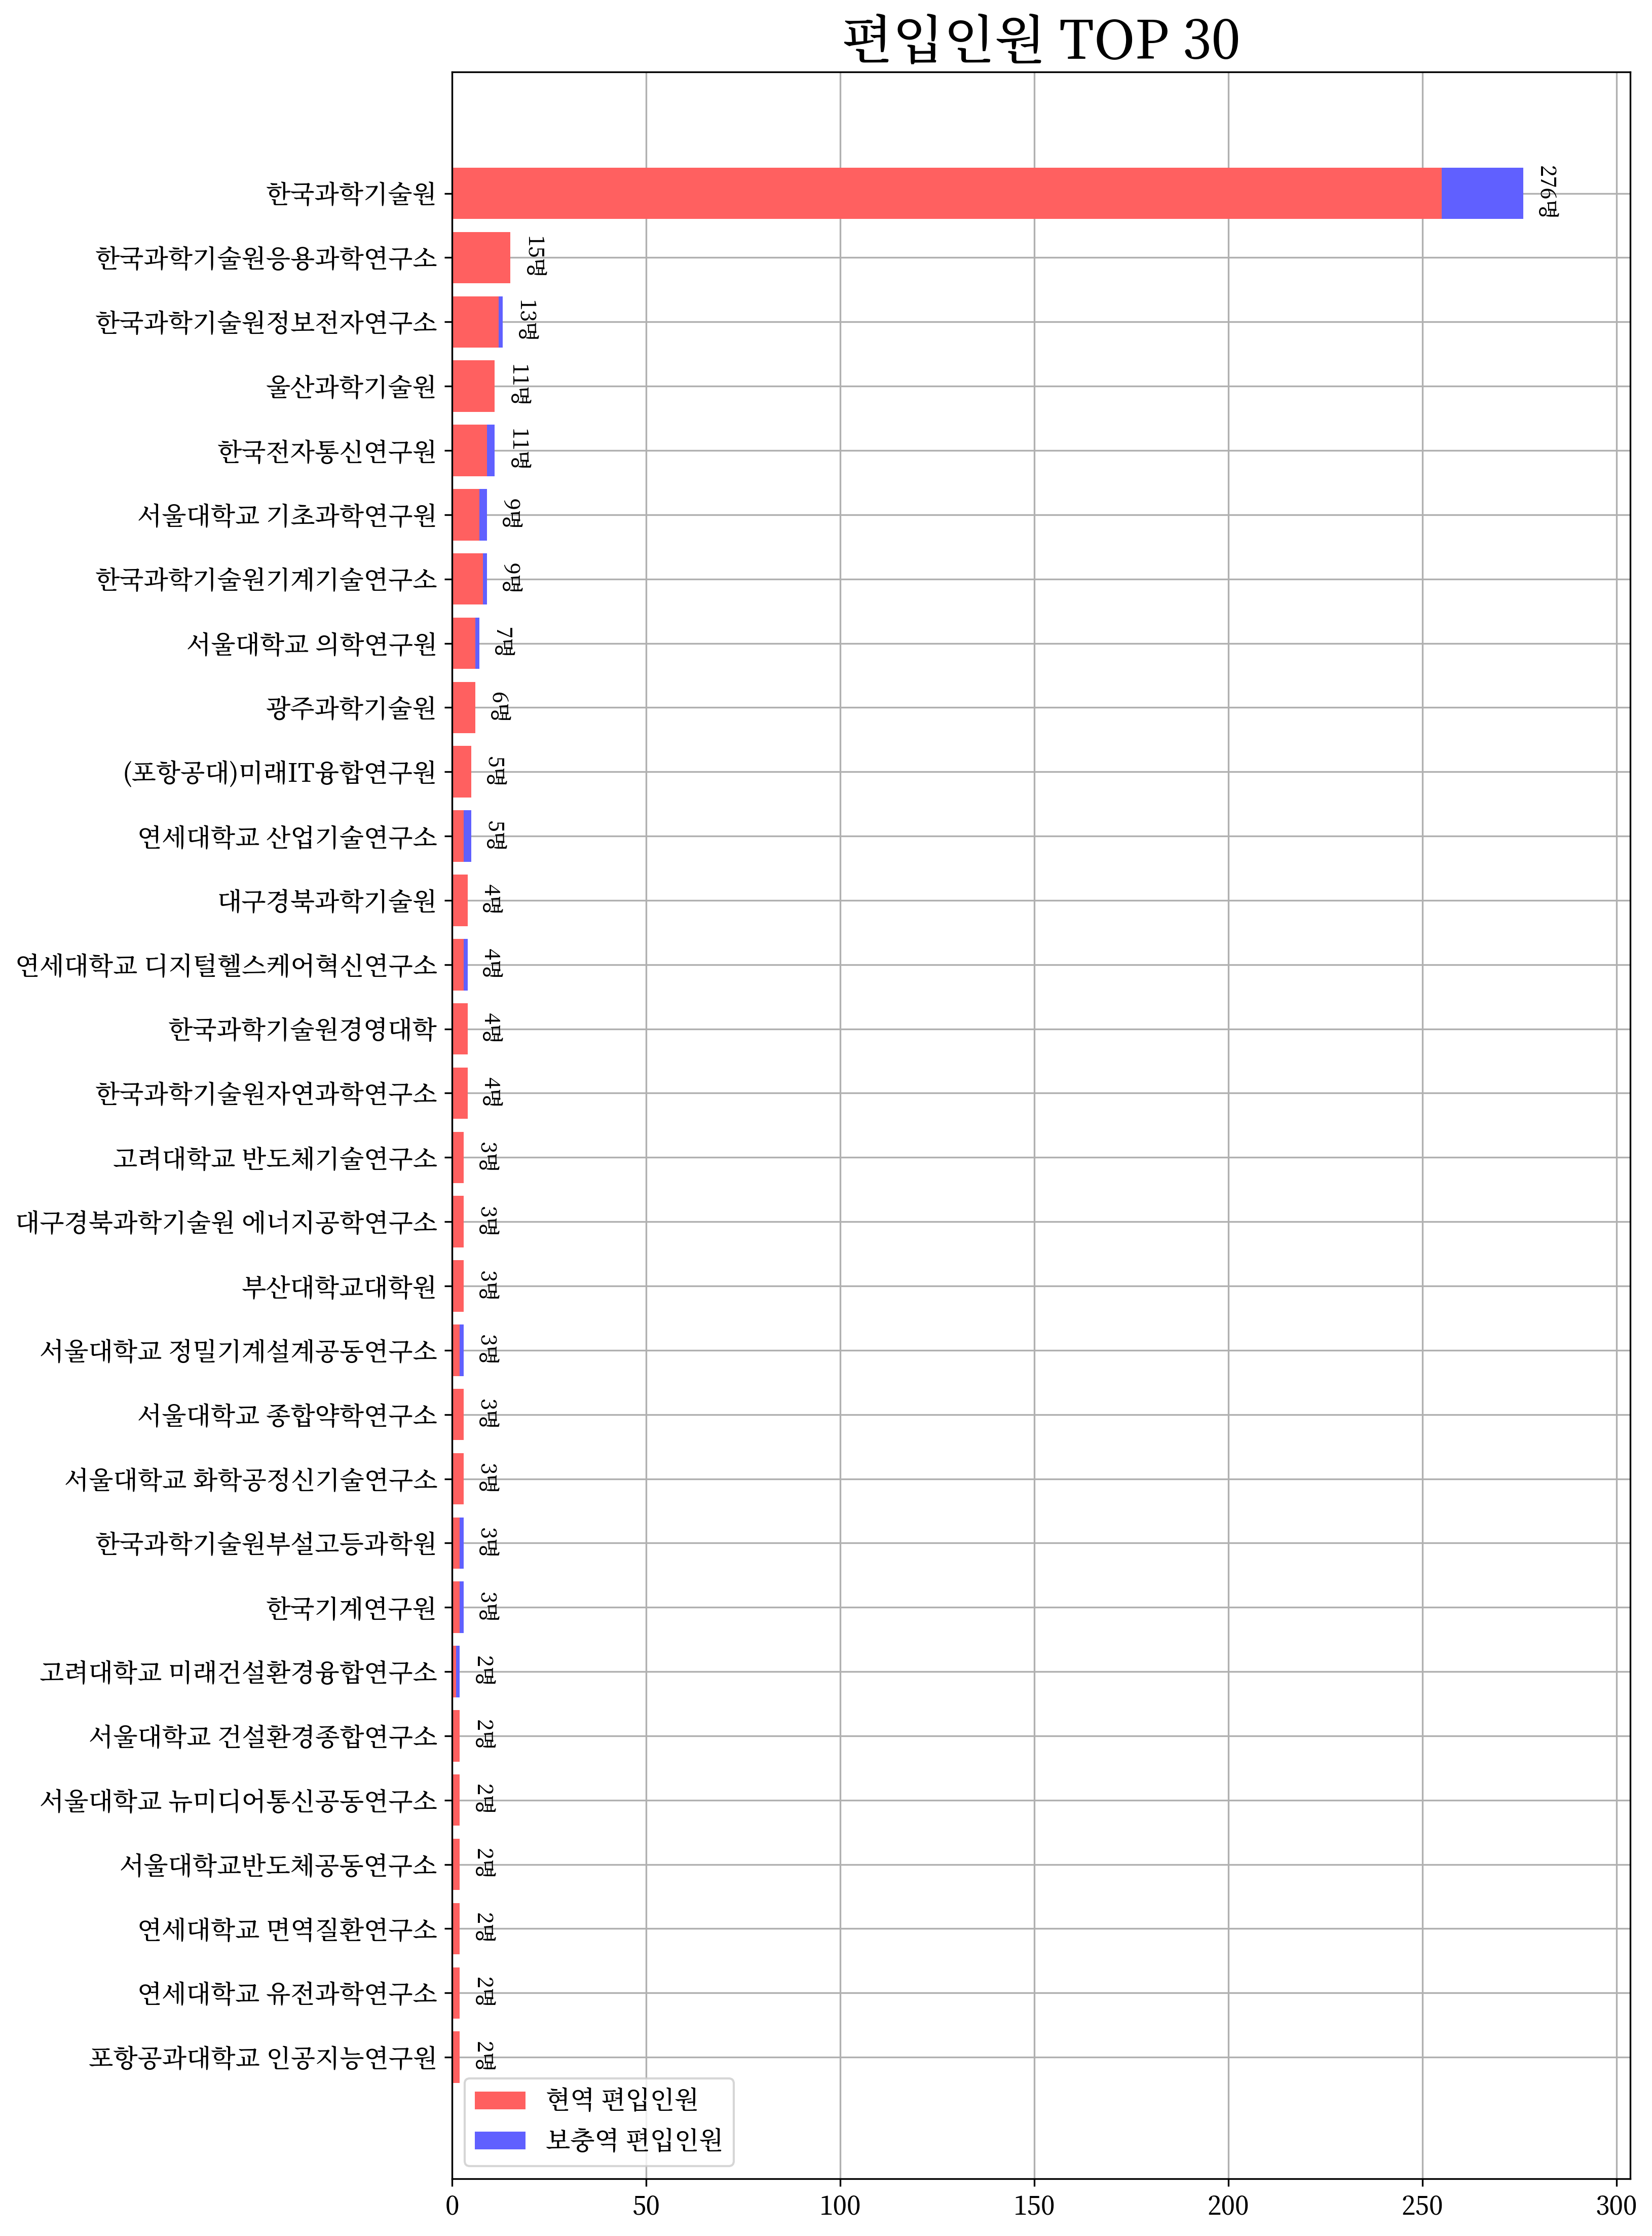 편입인원 TOP 30
한국과학기술원 276명
한국과학기술원응용과학연구소 15명
한국과학기술원정보전자연구소 13명
울산과학기술원 11명
한국전자통신연구원 11명
서울대학교 기초과학연구원 9명
한국과학기술원기계기술연구소 9명
서울대학교 의학연구원 7명
광주과학기술원 6명
(포항공대)미래IT융합연구원 5명
연세대학교 산업기술연구소 5명
대구경북과학기술원 4명
연세대학교 디지털헬스케어혁신연구소 4명
한국과학기술원경영대학 4명
한국과학기술원자연과학연구소 4명
고려대학교 반도체기술연구소 3명
대구경북과학기술원 에너지공학연구소 3명
부산대학교대학원 3명
서울대학교 정밀기계설계공동연구소 3명
서울대학교 종합약학연구소 3명
서울대학교 화학공정신기술연구소 3명
한국과학기술원부설고등과학원 3명
한국기계연구원 3명
고려대학교 미래건설환경융합연구소 2명
서울대학교 건설환경종합연구소 2명
서울대학교 뉴미디어통신공동연구소 2명
서울대학교반도체공동연구소 2명
연세대학교 면역질환연구소 2명
연세대학교 유전과학연구소 2명
포항공과대학교 인공지능연구원 2명
현역 편입인원
보충역 편입인원
0 50 100 150 200 250 300